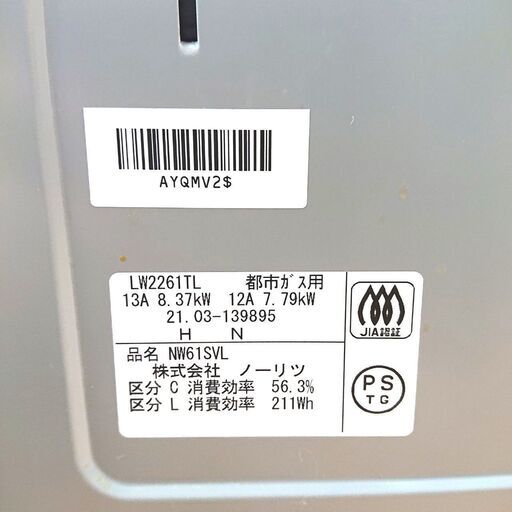 AYQMV2$
LW2261TL 都市ガス用
13A 8.37kW 12A 7.79kW
21.03-139895
H N
JIA認証
品名 NW61SVL
株式会社 ノーリツ
区分 C 消費効率 56.3%
区分 L 消費効率 211Wh
PS
TG